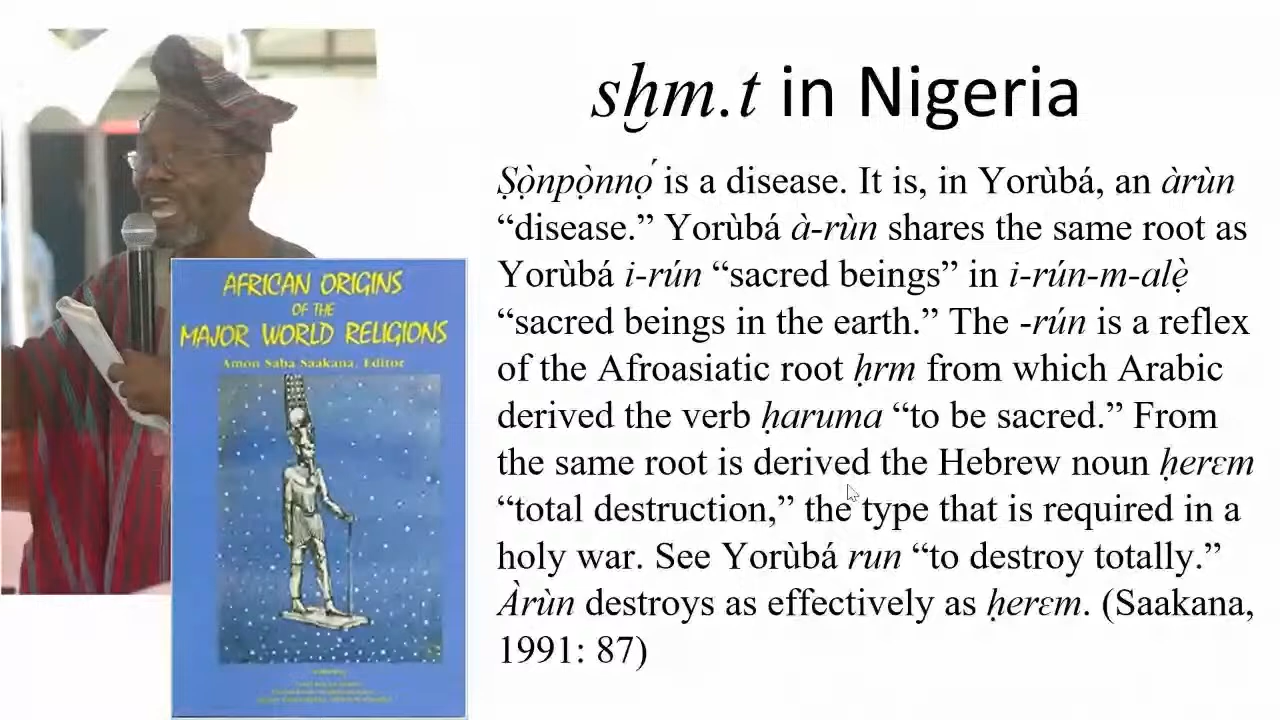 sḫm.t in Nigeria
Ṣọ̀npọ̀nnọ́ is a disease. It is, in Yorùbá, an àrùn
“disease.” Yorùbá à-rùn shares the same root as
Yorùbá i-rún “sacred beings” in i-rún-m-alẹ̀
“sacred beings in the earth.” The -rún is a reflex
of the Afroasiatic root ḥrm from which Arabic
derived the verb ḥaruma “to be sacred.” From
the same root is derived the Hebrew noun ḥerɛm
“total destruction,” the type that is required in a
holy war. See Yorùbá run “to destroy totally.”
Àrùn destroys as effectively as ḥerɛm. (Saakana,
1991: 87)
AFRICAN ORIGINS
OF THE
MAJOR WORLD RELIGIONS
Amon Saba Saakana, Editor